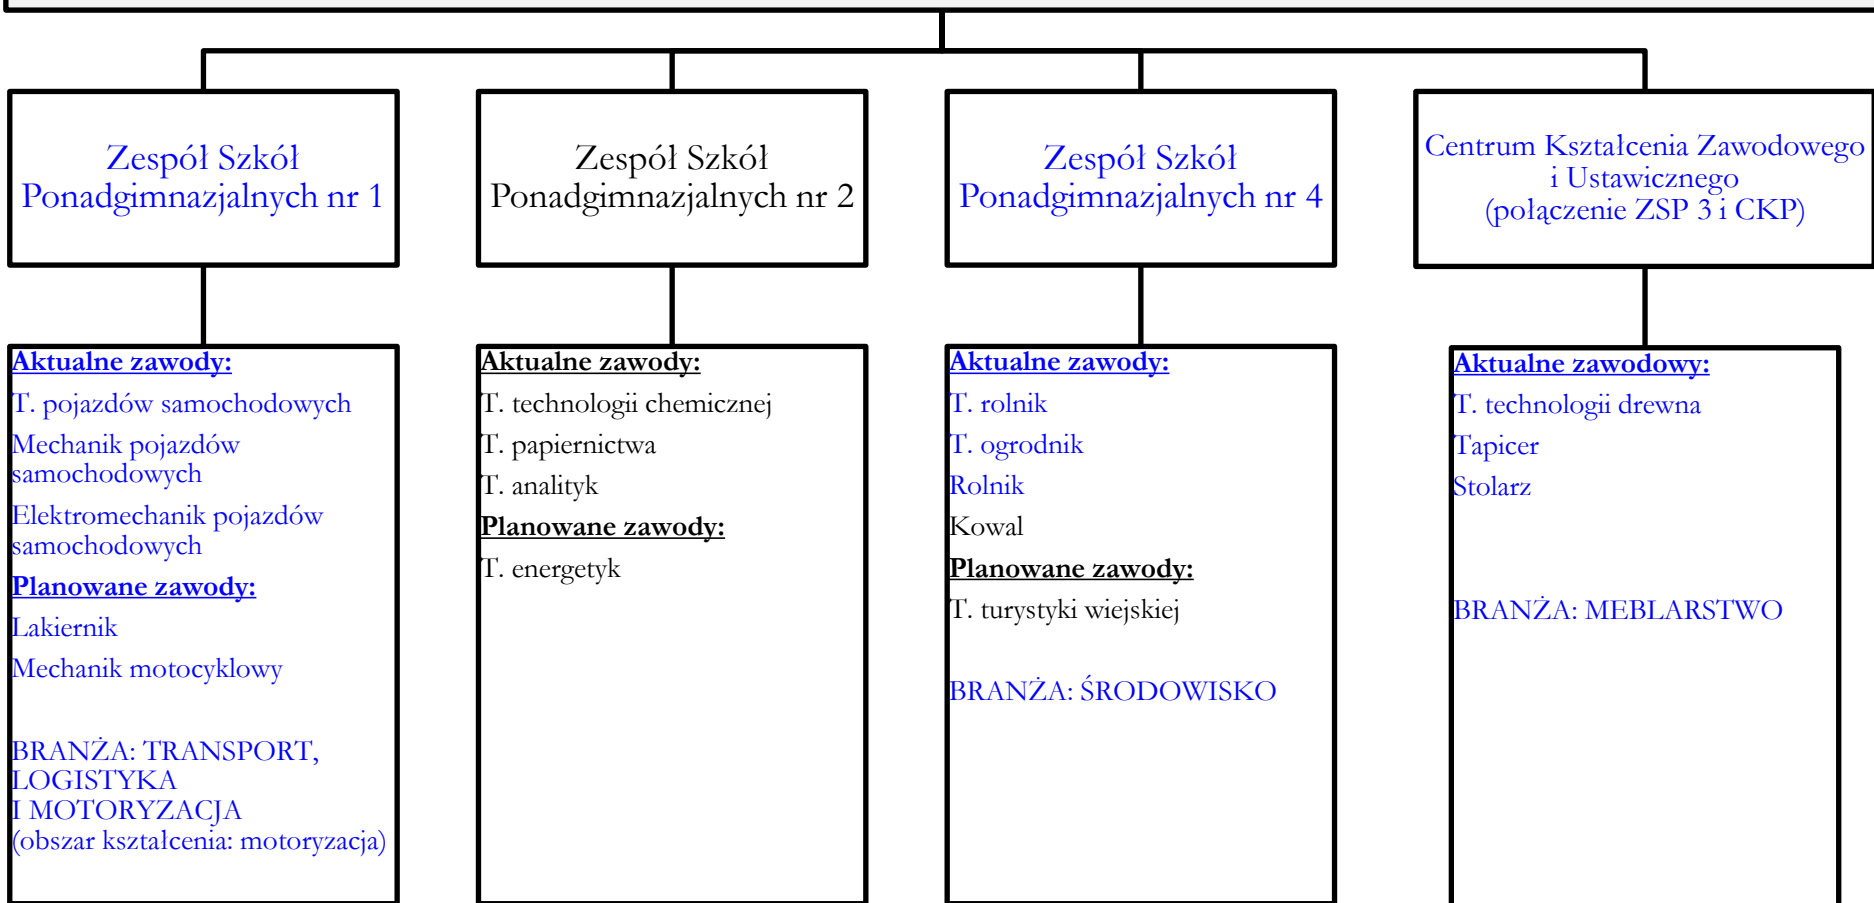 Zespół Szkół
Ponadgimnazjalnych nr 1
Zespół Szkół
Ponadgimnazjalnych nr 2
Zespół Szkół
Ponadgimnazjalnych nr 4
Centrum Kształcenia Zawodowego
i Ustawicznego
(połączenie ZSP 3 i CKP)
Aktualne zawody:
T. pojazdów samochodowych
Mechanik pojazdów
samochodowych
Elektromechanik pojazdów
samochodowych
Planowane zawody:
Lakiernik
Mechanik motocyklowy
BRANŻA: TRANSPORT,
LOGISTYKA
I MOTORYZACJA
(obszar kształcenia: motoryzacja)
Aktualne zawody:
T. technologii chemicznej
T. papiernictwa
T. analityk
Planowane zawody:
T. energetyk
Aktualne zawody:
T. rolnik
T. ogrodnik
Rolnik
Kowal
Planowane zawody:
T. turystyki wiejskiej
BRANŻA: ŚRODOWISKO
Aktualne zawodowy:
T. technologii drewna
Tapicer
Stolarz
BRANŻA: MEBLARSTWO